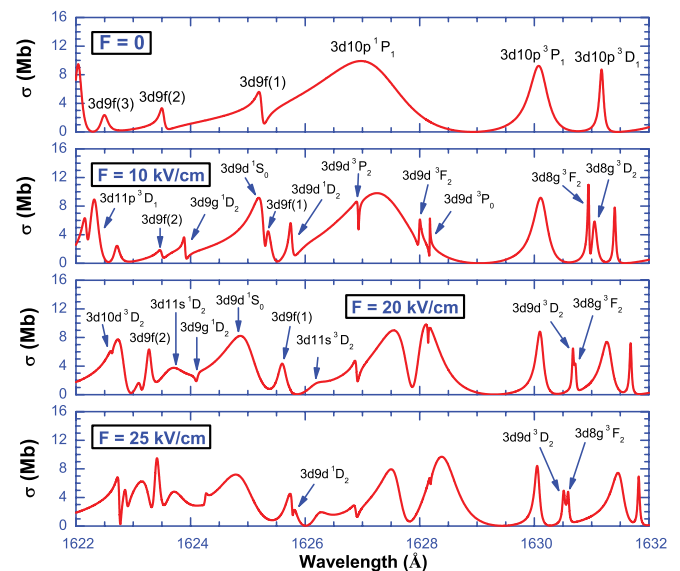 σ (Mb)
16
12
8
4
0
F = 0
3d9f(3)
3d9f(2)
3d9f(1)
3d10p ¹P₁
3d10p ³P₁
3d10p ³D₁
σ (Mb)
16
12
8
4
0
F = 10 kV/cm
3d11p ³D₁
3d9f(2)
3d9g ¹D₂
3d9d ¹S₀
3d9f(1)
3d9d ¹D₂
3d9d ³P₂
3d9d ³F₂
3d9d ³P₀
3d8g ³F₂
3d8g ³D₂
σ (Mb)
16
12
8
4
0
F = 20 kV/cm
3d10d ³D₂
3d9f(2)
3d11s ¹D₂
3d9g ¹D₂
3d9d ¹S₀
3d9f(1)
3d11s ³D₂
3d9d ³D₂
3d8g ³F₂
σ (Mb)
16
12
8
4
0
F = 25 kV/cm
3d9d ¹D₂
3d9d ³D₂
3d8g ³F₂
1622 1624 1626 1628 1630 1632
Wavelength (Å)